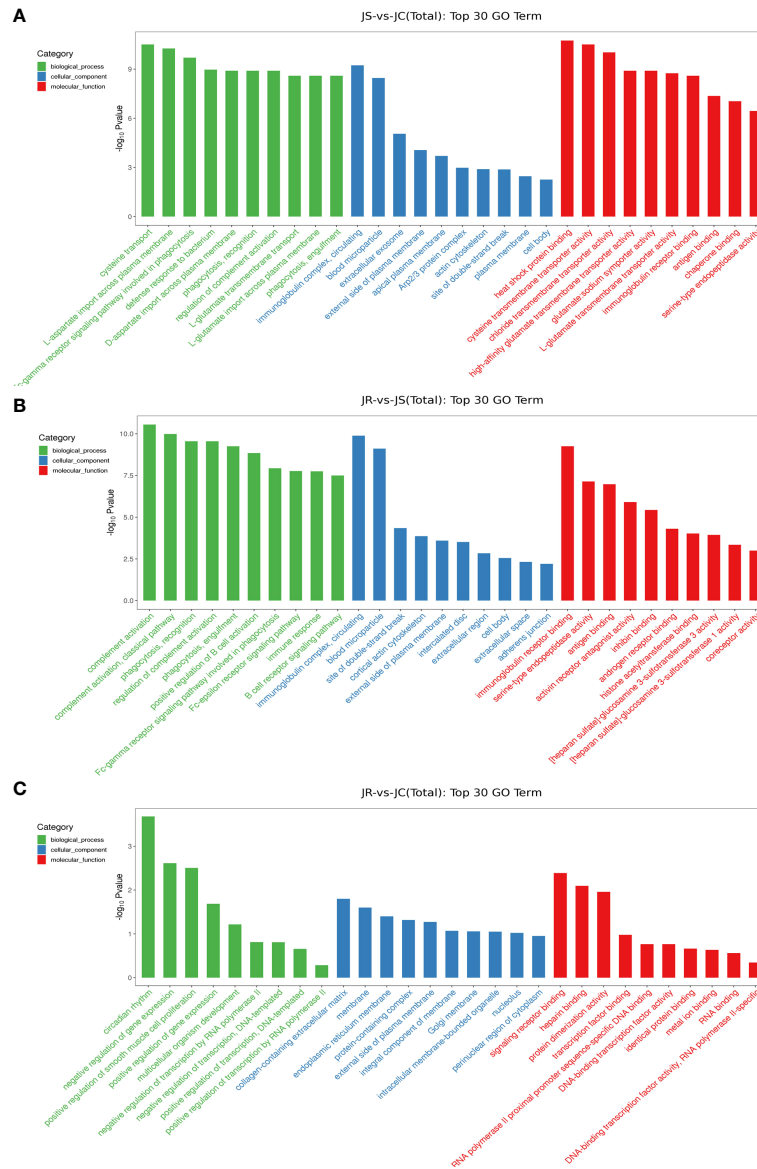 A
JS-vs-JC(Total): Top 30 GO Term
Category
biological_process
cellular_component
molecular_function
-log10 Pvalue
9
6
3
0
cysteine transport
L-aspartate import across plasma membrane
Fc-gamma receptor signaling pathway involved in phagocytosis
defense response to bacterium
D-aspartate import across plasma membrane
phagocytosis, recognition
regulation of complement activation
L-glutamate transmembrane transport
L-glutamate import across plasma membrane
phagocytosis, engulfment
immunoglobulin complex, circulating
blood microparticle
extracellular exosome
external side of plasma membrane
apical plasma membrane
Arp2/3 protein complex
actin cytoskeleton
site of double-strand break
plasma membrane
cell body
heat shock protein binding
cysteine transmembrane transporter activity
chloride transmembrane transporter activity
high-affinity glutamate transmembrane transporter activity
glutamate:sodium symporter activity
L-glutamate transmembrane transporter activity
immunoglobulin receptor binding
antigen binding
chaperone binding
serine-type endopeptidase activity
B
JR-vs-JS(Total): Top 30 GO Term
Category
biological_process
cellular_component
molecular_function
-log10 Pvalue
10.0
7.5
5.0
2.5
0.0
complement activation
complement activation, classical pathway
phagocytosis, recognition
regulation of complement activation
phagocytosis, engulfment
positive regulation of B cell activation
Fc-gamma receptor signaling pathway involved in phagocytosis
Fc-epsilon receptor signaling pathway
immune response
B cell receptor signaling pathway
immunoglobulin complex, circulating
blood microparticle
site of double-strand break
cortical actin cytoskeleton
external side of plasma membrane
intercalated disc
extracellular region
cell body
extracellular space
adherens junction
immunoglobulin receptor binding
serine-type endopeptidase activity
antigen binding
activin receptor antagonist activity
inhibin binding
androgen receptor binding
histone acetyltransferase binding
[heparan sulfate]-glucosamine 3-sulfotransferase 3 activity
[heparan sulfate]-glucosamine 3-sulfotransferase 1 activity
coreceptor activity
C
JR-vs-JC(Total): Top 30 GO Term
Category
biological_process
cellular_component
molecular_function
-log10 Pvalue
3
2
1
0
circadian rhythm
negative regulation of gene expression
positive regulation of smooth muscle cell proliferation
positive regulation of gene expression
multicellular organism development
negative regulation of transcription by RNA polymerase II
negative regulation of transcription, DNA-templated
positive regulation of transcription, DNA-templated
positive regulation of transcription by RNA polymerase II
collagen-containing extracellular matrix
membrane
endoplasmic reticulum membrane
protein-containing complex
external side of plasma membrane
integral component of membrane
Golgi membrane
intracellular membrane-bounded organelle
nucleolus
perinuclear region of cytoplasm
signaling receptor binding
heparin binding
protein dimerization activity
transcription factor binding
RNA polymerase II proximal promoter sequence-specific DNA binding
DNA-binding transcription factor activity
identical protein binding
metal ion binding
RNA binding
DNA-binding transcription factor activity, RNA polymerase II-specific